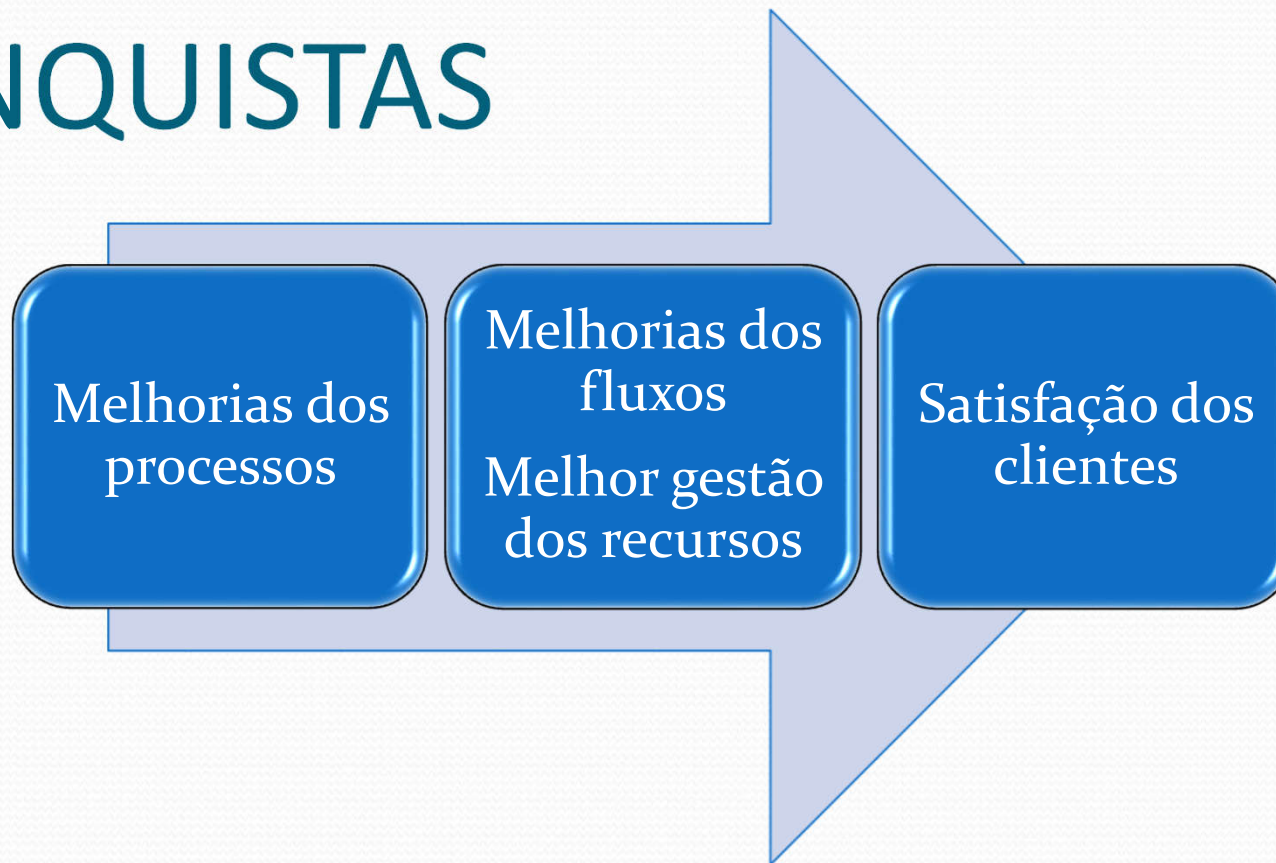 NQUISTAS
Melhorias dos
processos
Melhorias dos
fluxos
Melhor gestão
dos recursos
Satisfação dos
clientes